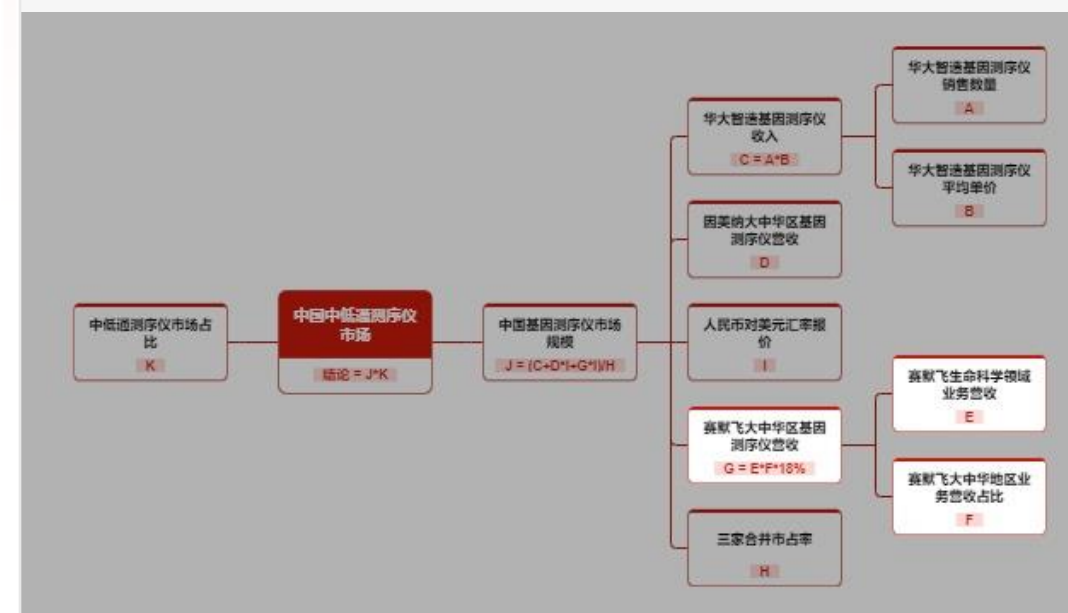 华大智造基因测序仪
销售数量
A
华大智造基因测序仪
收入
C = A*B
华大智造基因测序仪
平均单价
B
因美纳大中华区基因
测序仪营收
D
中低通测序仪市场占
比
K
中国中低通测序仪
市场
结论 = J*K
中国基因测序仪市场
规模
J = (C+D*I+G*I)/H
人民币对美元汇率报
价
I
赛默飞生命科学领域
业务营收
E
赛默飞大中华区基因
测序仪营收
G = E*F*18%
赛默飞大中华地区业
务营收占比
F
三家合并市占率
H